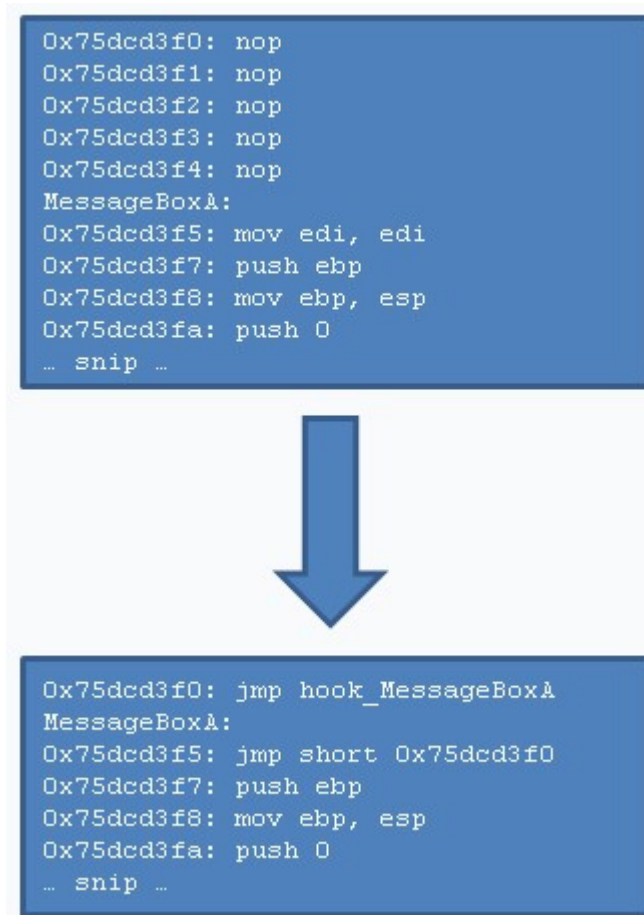 0x75dcd3f0: nop
0x75dcd3f1: nop
0x75dcd3f2: nop
0x75dcd3f3: nop
0x75dcd3f4: nop
MessageBoxA:
0x75dcd3f5: mov edi, edi
0x75dcd3f7: push ebp
0x75dcd3f8: mov ebp, esp
0x75dcd3fa: push 0
… snip …
0x75dcd3f0: jmp hook_MessageBoxA
MessageBoxA:
0x75dcd3f5: jmp short 0x75dcd3f0
0x75dcd3f7: push ebp
0x75dcd3f8: mov ebp, esp
0x75dcd3fa: push 0
… snip …